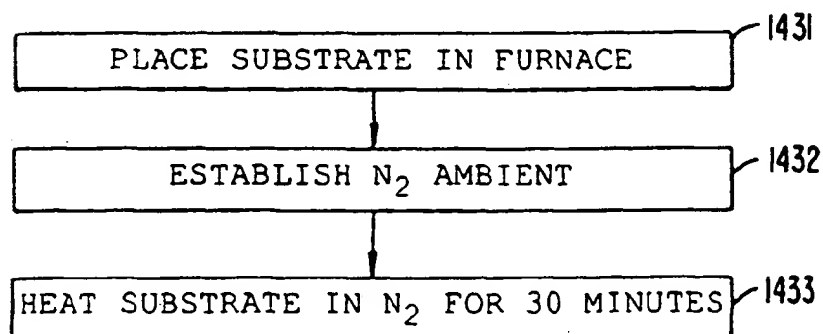 1431
PLACE SUBSTRATE IN FURNACE
1432
ESTABLISH N2 AMBIENT
1433
HEAT SUBSTRATE IN N2 FOR 30 MINUTES